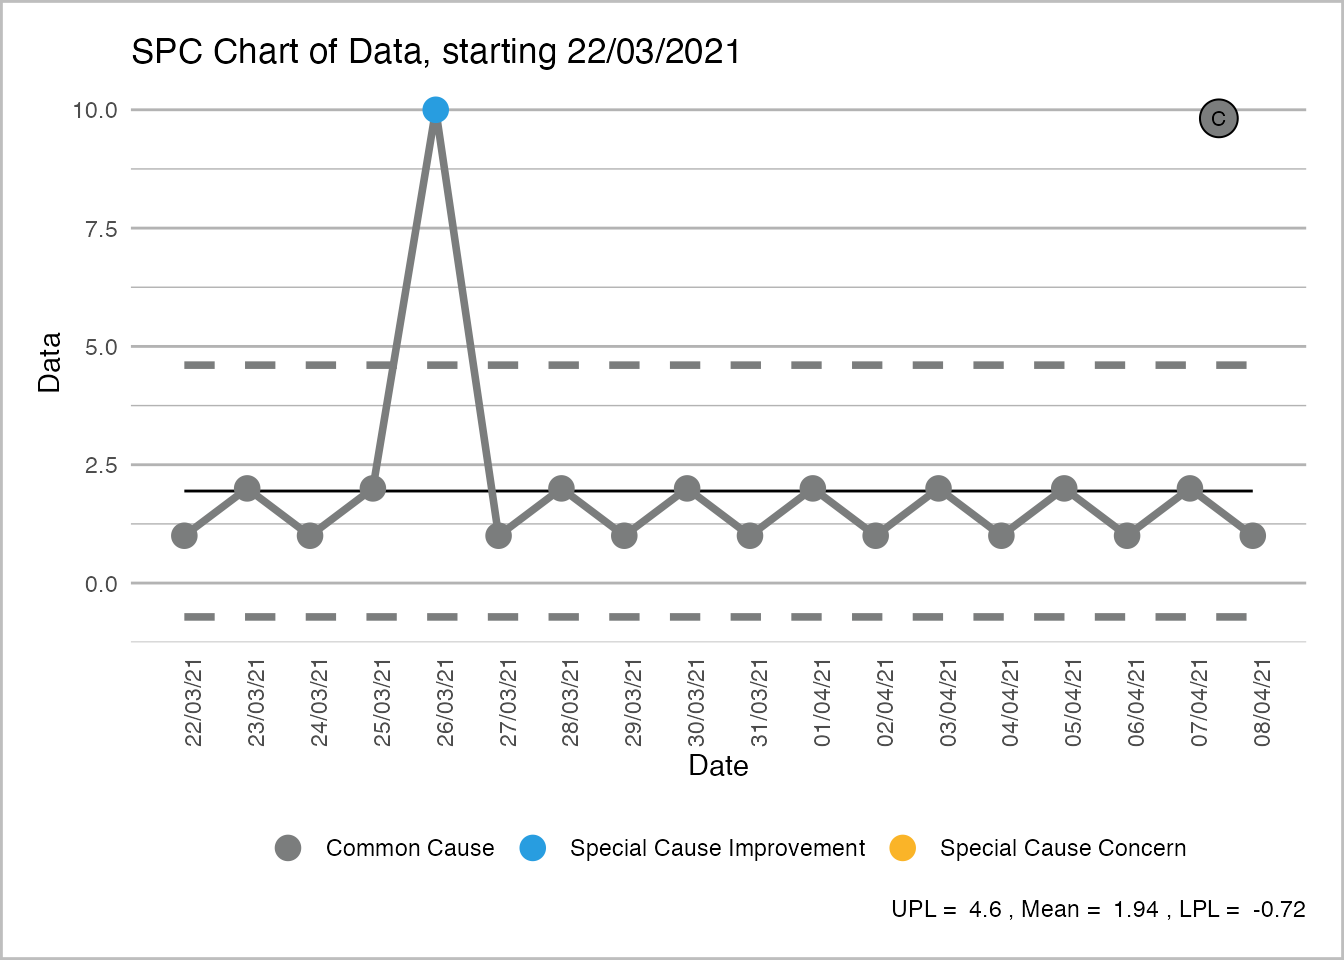 SPC Chart of Data, starting 22/03/2021
10.0
C
7.5
5.0
Data
2.5
0.0
22/03/21
23/03/21
24/03/21
25/03/21
26/03/21
27/03/21
28/03/21
29/03/21
30/03/21
31/03/21
01/04/21
02/04/21
03/04/21
04/04/21
05/04/21
06/04/21
07/04/21
08/04/21
Date
Common Cause
Special Cause Improvement
Special Cause Concern
UPL = 4.6 , Mean = 1.94 , LPL = -0.72